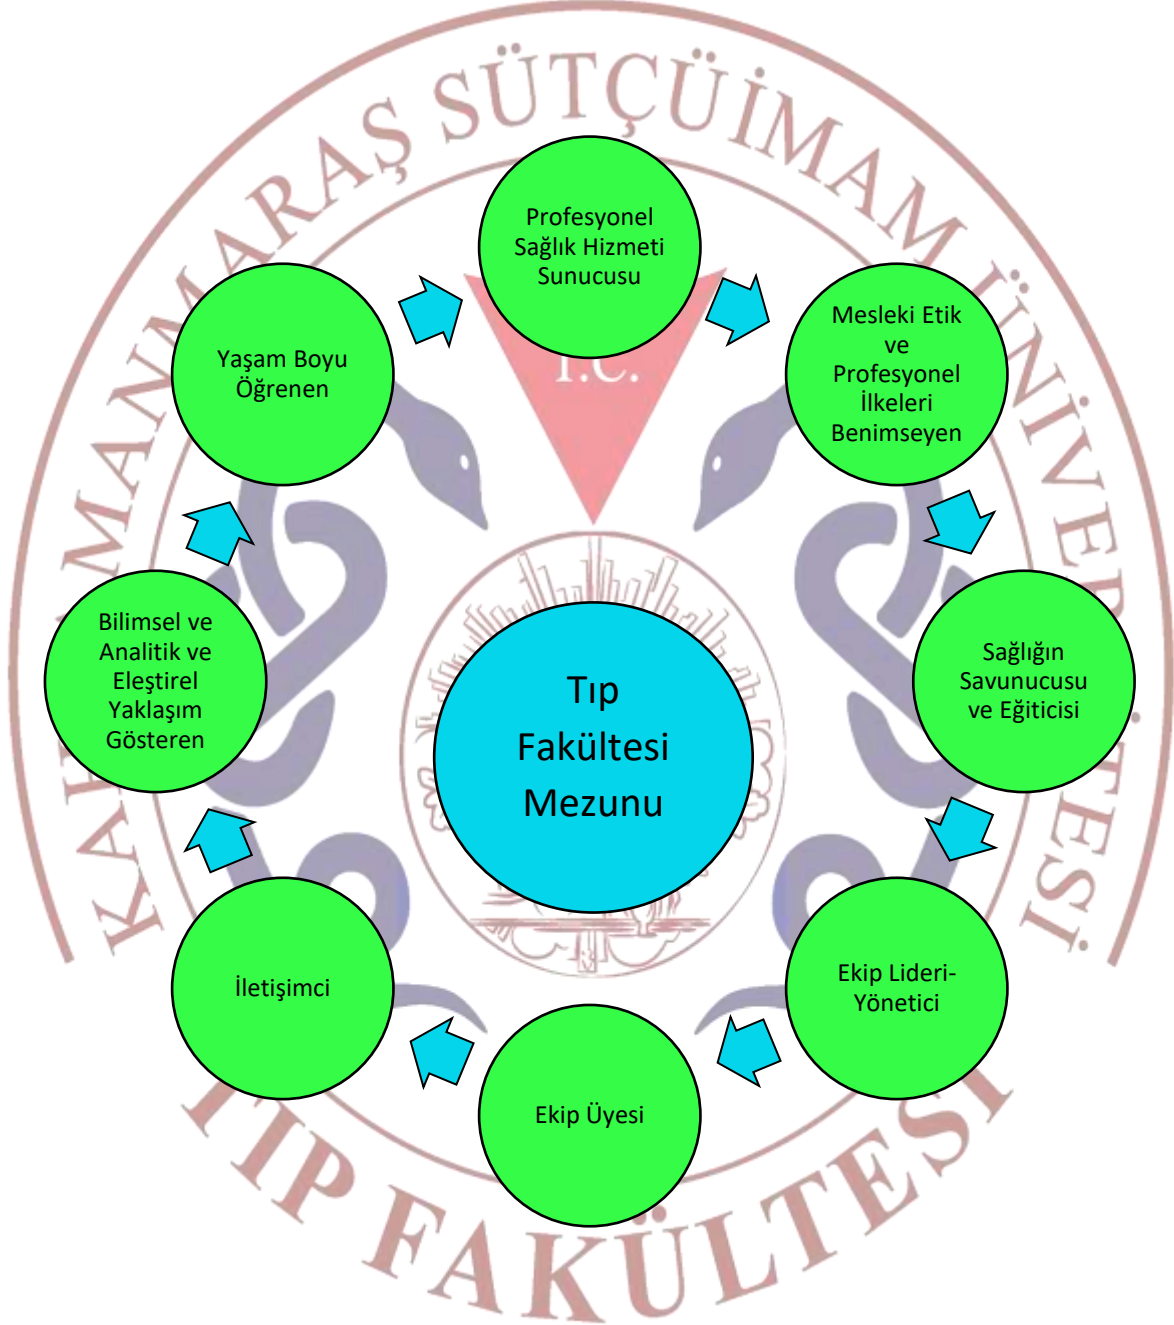 KAHRAMANMARAŞ SÜTÇÜİMAM ÜNİVERSİTESİ
T.C.
Profesyonel
Sağlık Hizmeti
Sunucusu
Mesleki Etik
ve
Profesyonel
İlkeleri
Benimseyen
Sağlığın
Savunucusu
ve Eğiticisi
Ekip Lideri-
Yönetici
Ekip Üyesi
İletişimci
Bilimsel ve
Analitik ve
Eleştirel
Yaklaşım
Gösteren
Yaşam Boyu
Öğrenen
Tıp
Fakültesi
Mezunu
TIP FAKÜLTESİ